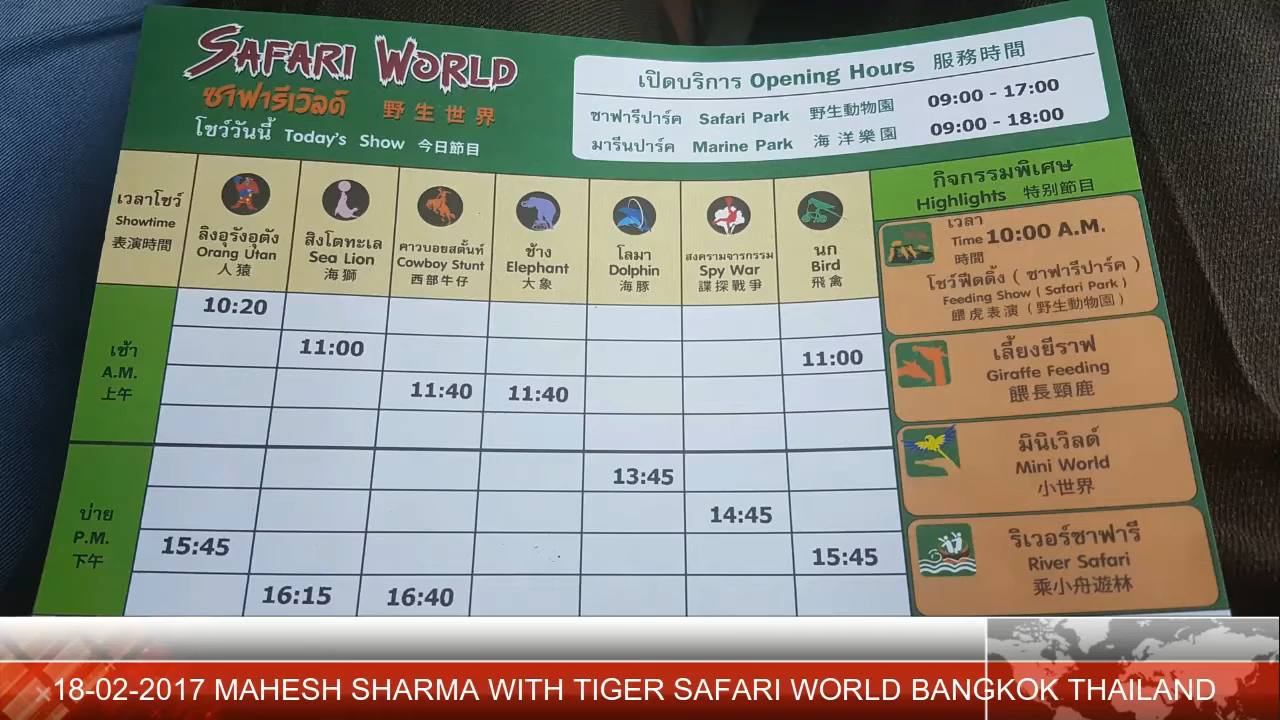 SAFARI WORLD
ซาฟารีเวิลด์ 野生世界
โชว์วันนี้ Today's Show 今日節目
เปิดบริการ Opening Hours 服務時間
ซาฟารีปาร์ค Safari Park 野生動物園 09:00 - 17:00
มารีนปาร์ค Marine Park 海洋樂園 09:00 - 18:00
เวลาโชว์
Showtime
表演時間
ลิงอุรังอุตัง
Orang Utan
人猿
สิงโตทะเล
Sea Lion
海獅
คาวบอยสตั้นท์
Cowboy Stunt
西部牛仔
ช้าง
Elephant
大象
โลมา
Dolphin
海豚
สงครามจารกรรม
Spy War
諜探戰爭
นก
Bird
飛禽
เช้า
A.M.
上午
10:20
11:00 11:00
11:40 11:40
บ่าย
P.M.
下午
13:45
14:45
15:45 15:45
16:15 16:40
กิจกรรมพิเศษ
Highlights 特別節目
เวลา
Time 10:00 A.M.
時間
โชว์ฟีดดิ้ง ( ซาฟารีปาร์ค )
Feeding Show ( Safari Park )
餵虎表演 ( 野生動物園 )
เลี้ยงยีราฟ
Giraffe Feeding
餵長頸鹿
มินิเวิลด์
Mini World
小世界
ริเวอร์ซาฟารี
River Safari
乘小舟遊林
18-02-2017 MAHESH SHARMA WITH TIGER SAFARI WORLD BANGKOK THAILAND